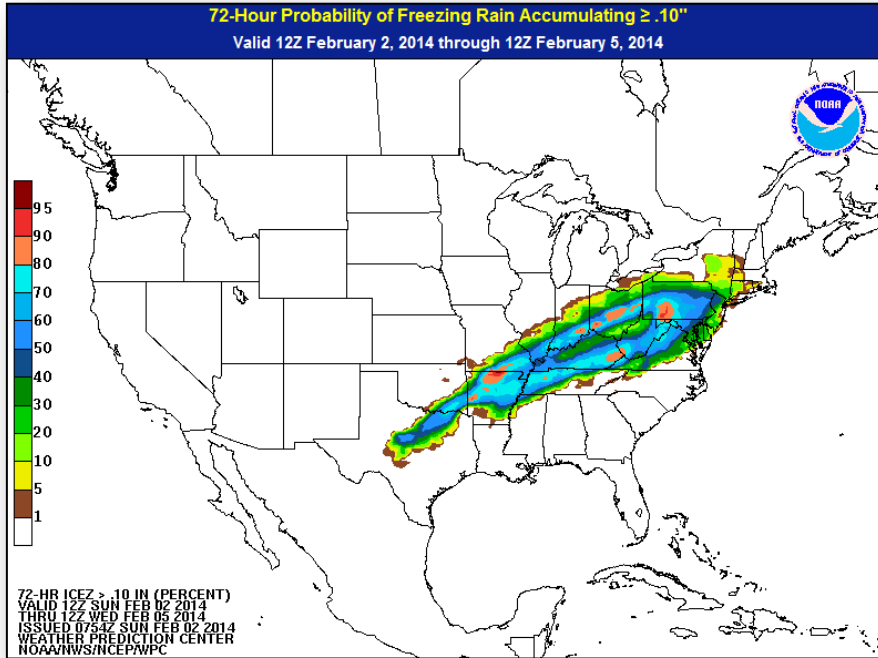 72-Hour Probability of Freezing Rain Accumulating ≥ .10"
Valid 12Z February 2, 2014 through 12Z February 5, 2014
NOAA
95
90
80
70
60
50
40
30
20
10
5
1
72-HR ICEZ > .10 IN (PERCENT)
VALID 12Z SUN FEB 02 2014
THRU 12Z WED FEB 05 2014
ISSUED 0754Z SUN FEB 02 2014
WEATHER PREDICTION CENTER
NOAA/NWS/NCEP/WPC